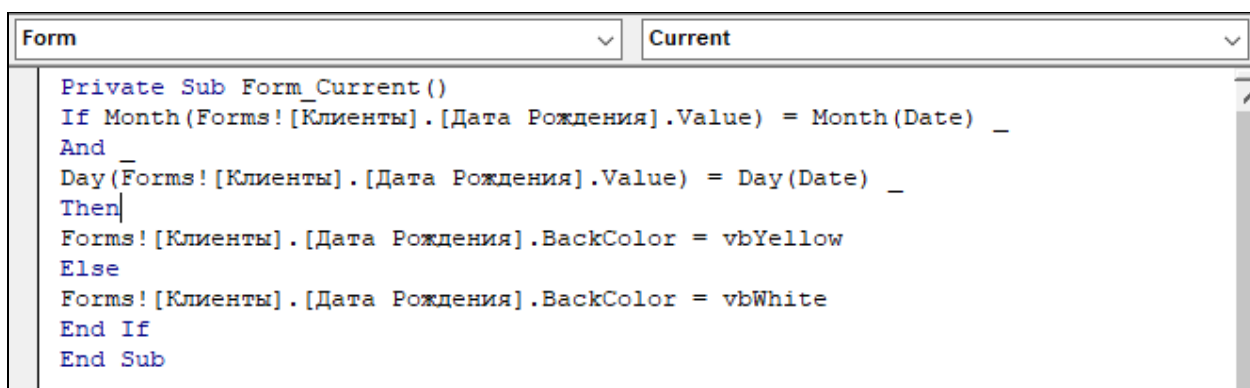 Form Current
Private Sub Form_Current()
If Month(Forms![Клиенты].[Дата Рождения].Value) = Month(Date) _
And _
Day(Forms![Клиенты].[Дата Рождения].Value) = Day(Date) _
Then
Forms![Клиенты].[Дата Рождения].BackColor = vbYellow
Else
Forms![Клиенты].[Дата Рождения].BackColor = vbWhite
End If
End Sub